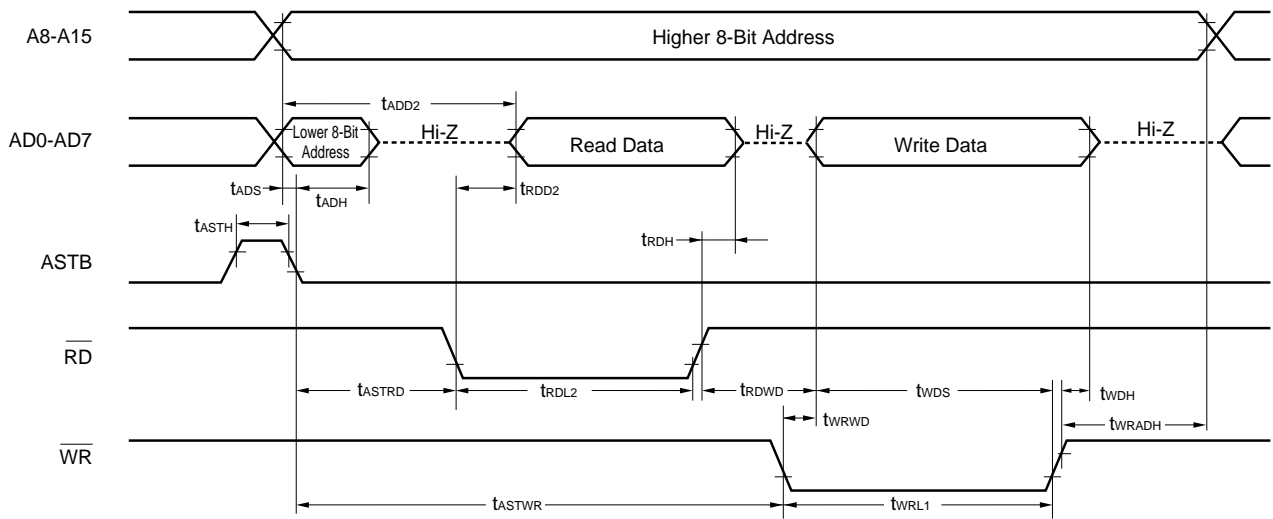 A8-A15
Higher 8-Bit Address
tADD2
AD0-AD7
Lower 8-Bit
Address
Hi-Z
Read Data
Hi-Z
Write Data
Hi-Z
tADS
tADH
tRDD2
tASTH
tRDH
ASTB
RD
tASTRD
tRDL2
tRDWD
tWDS
tWDH
tWRWD
tWRADH
WR
tASTWR
tWRL1